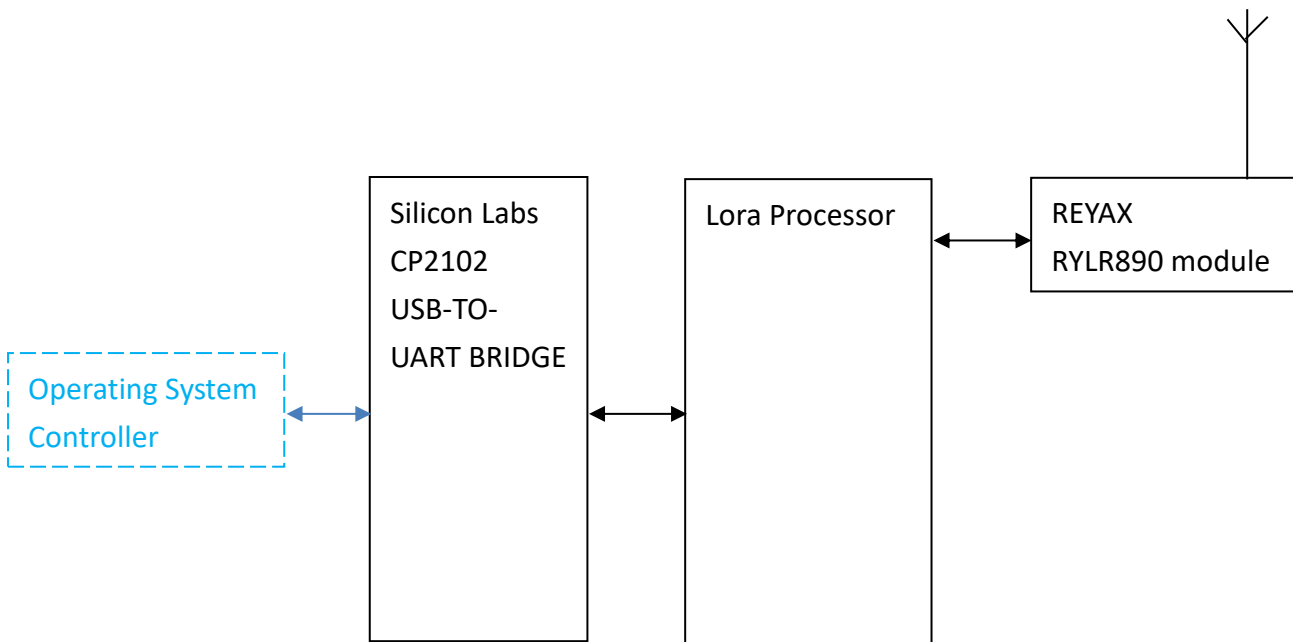 Silicon Labs
CP2102
USB-TO-
UART BRIDGE
Lora Processor
REYAX
RYLR890 module
Operating System
Controller